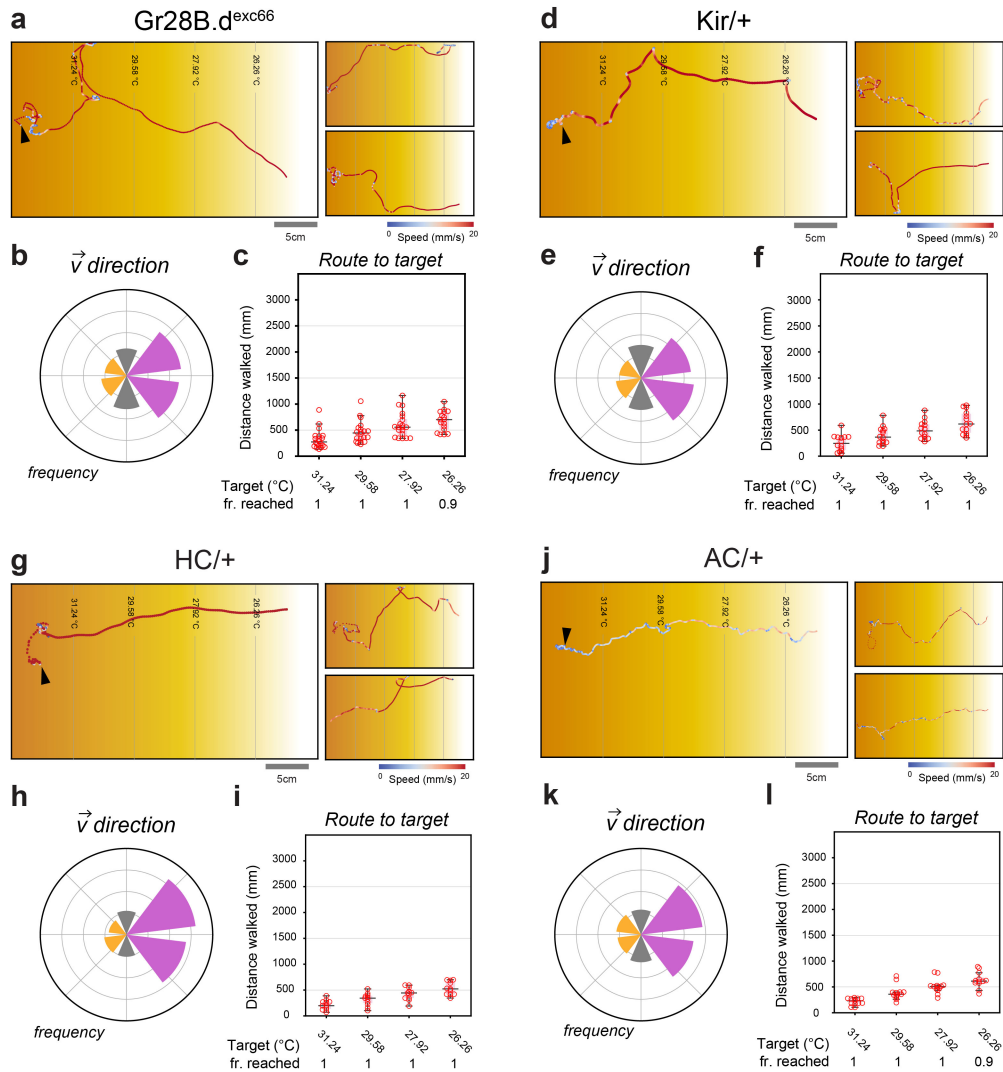 a
Gr28B.d^exc66
31.24 °C
29.58 °C
27.92 °C
26.26 °C
5cm
0 Speed (mm/s) 20
b
v direction
frequency
c
Route to target
Distance walked (mm)
3000
2500
2000
1500
1000
500
0
31.24 29.58 27.92 26.26
Target (°C)
fr. reached 1 1 1 0.9
d
Kir/+
31.24 °C
29.58 °C
27.92 °C
26.26 °C
5cm
0 Speed (mm/s) 20
e
v direction
frequency
f
Route to target
Distance walked (mm)
3000
2500
2000
1500
1000
500
0
31.24 29.58 27.92 26.26
Target (°C)
fr. reached 1 1 1 1
g
HC/+
31.24 °C
29.58 °C
27.92 °C
26.26 °C
5cm
0 Speed (mm/s) 20
h
v direction
frequency
i
Route to target
Distance walked (mm)
3000
2500
2000
1500
1000
500
0
31.24 29.58 27.92 26.26
Target (°C)
fr. reached 1 1 1 1
j
AC/+
31.24 °C
29.58 °C
27.92 °C
26.26 °C
5cm
0 Speed (mm/s) 20
k
v direction
frequency
l
Route to target
Distance walked (mm)
3000
2500
2000
1500
1000
500
0
31.24 29.58 27.92 26.26
Target (°C)
fr. reached 1 1 1 0.9